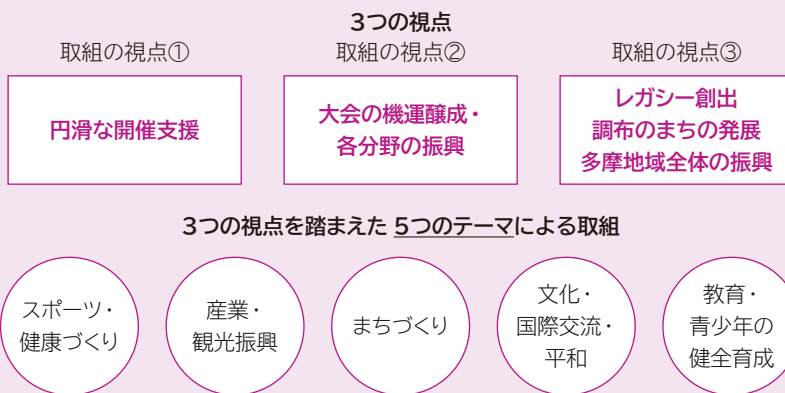 3つの視点
取組の視点①
円滑な開催支援
取組の視点②
大会の機運醸成・
各分野の振興
取組の視点③
レガシー創出
調布のまちの発展
多摩地域全体の振興
3つの視点を踏まえた 5つのテーマによる取組
スポーツ・
健康づくり
産業・
観光振興
まちづくり
文化・
国際交流・
平和
教育・
青少年の
健全育成